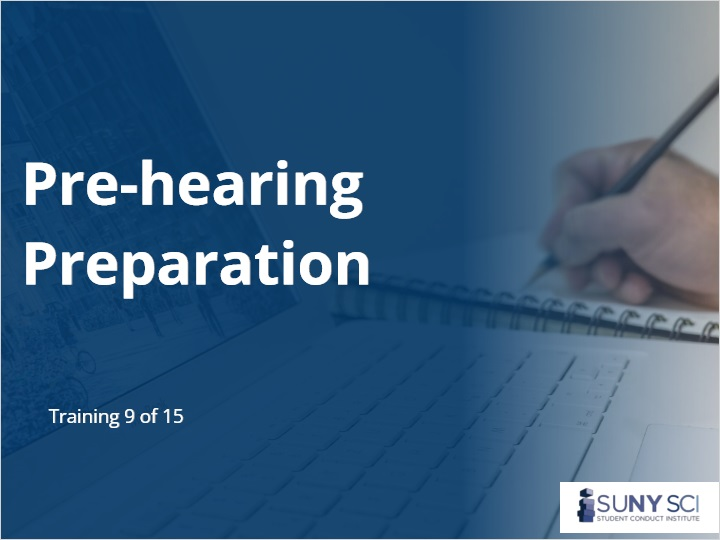 Pre-hearing
Preparation
Training 9 of 15
SUNY SCI
STUDENT CONDUCT INSTITUTE